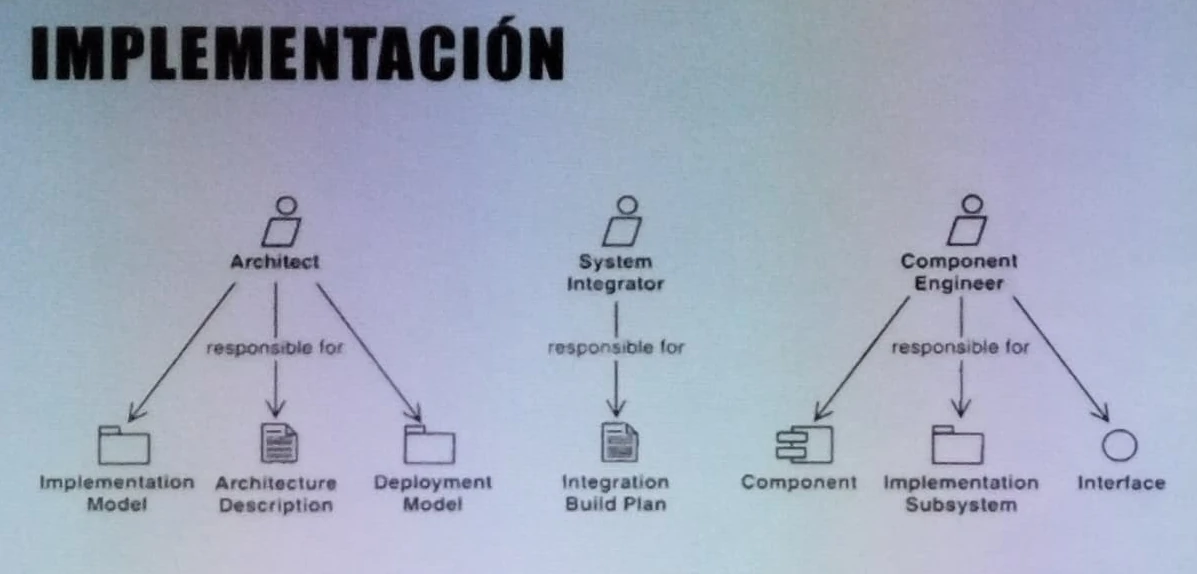 IMPLEMENTACIÓN
Architect
responsible for
Implementation
Model
Architecture
Description
Deployment
Model
System
Integrator
responsible for
Integration
Build Plan
Component
Engineer
responsible for
Component
Implementation
Subsystem
Interface